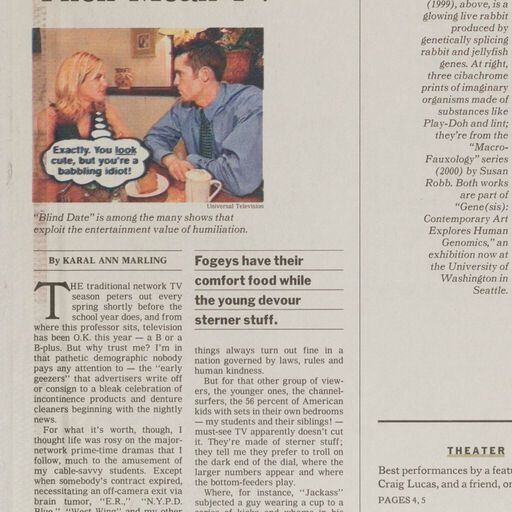 Exactly. You look
cute, but you're a
babbling idiot!
Universal Television
"Blind Date" is among the many shows that
exploit the entertainment value of humiliation.
By KARAL ANN MARLING
THE traditional network TV
season peters out every
spring shortly before the
school year does, and from
where this professor sits, television
has been O.K. this year — a B or a
B-plus. But why trust me? I'm in
that pathetic demographic nobody
pays any attention to — the "early
geezers" that advertisers write off
or consign to a bleak celebration of
incontinence products and denture
cleaners beginning with the nightly
news.
For what it's worth, though, I
thought life was rosy on the major-
network prime-time dramas that I
follow, much to the amusement of
my cable-savvy students. Except
when somebody's contract expired,
necessitating an off-camera exit via
brain tumor, "E.R.," "N.Y.P.D.
Blue," "West Wing" and my other
Fogeys have their
comfort food while
the young devour
sterner stuff.
things always turn out fine in a
nation governed by laws, rules and
human kindness.
But for that other group of view-
ers, the younger ones, the channel-
surfers, the 56 percent of American
kids with sets in their own bedrooms
— my students and their siblings! —
must-see TV apparently doesn't cut
it. They're made of sterner stuff;
they tell me they prefer to troll on
the dark end of the dial, where the
larger numbers appear and where
the bottom-feeders play.
Where, for instance, "Jackass"
subjected a guy wearing a cup to a
series of kicks and whams in his
(1999), above, is a
glowing live rabbit
produced by
genetically splicing
rabbit and jellyfish
genes. At right,
three cibachrome
prints of imaginary
organisms made of
substances like
Play-Doh and lint;
they're from the
"Macro-
Fauxology" series
(2000) by Susan
Robb. Both works
are part of
"Gene(sis):
Contemporary Art
Explores Human
Genomics," an
exhibition now at
the University of
Washington in
Seattle.
THEATER
Best performances by a feat
Craig Lucas, and a friend, on
PAGES 4, 5